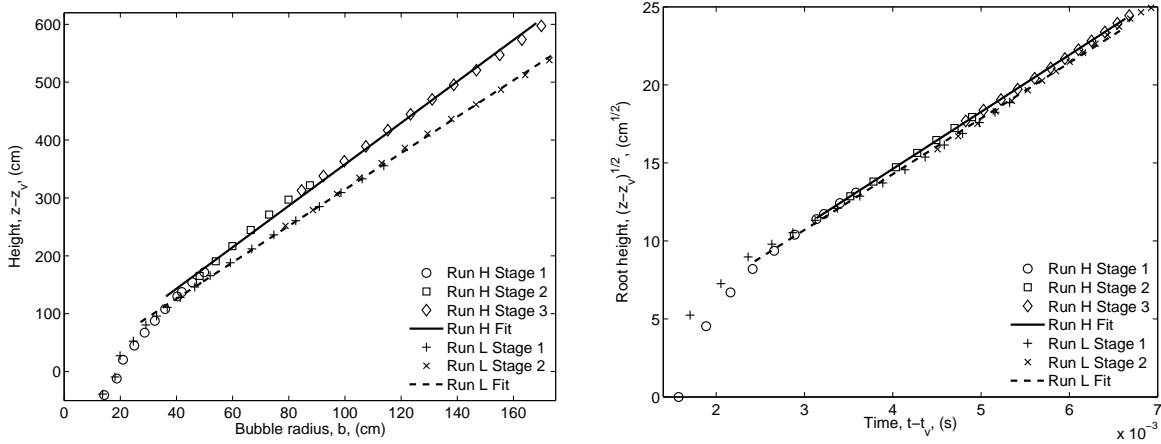 600
500
400
300
200
100
0
Height, z−z_v, (cm)
0 20 40 60 80 100 120 140 160
Bubble radius, b, (cm)
Run H Stage 1
Run H Stage 2
Run H Stage 3
Run H Fit
Run L Stage 1
Run L Stage 2
Run L Fit
25
20
15
10
5
0
Root height, (z−z_v)^1/2, (cm^1/2)
2 3 4 5 6 7
Time, t−t_v, (s)
x 10^−3
Run H Stage 1
Run H Stage 2
Run H Stage 3
Run H Fit
Run L Stage 1
Run L Stage 2
Run L Fit